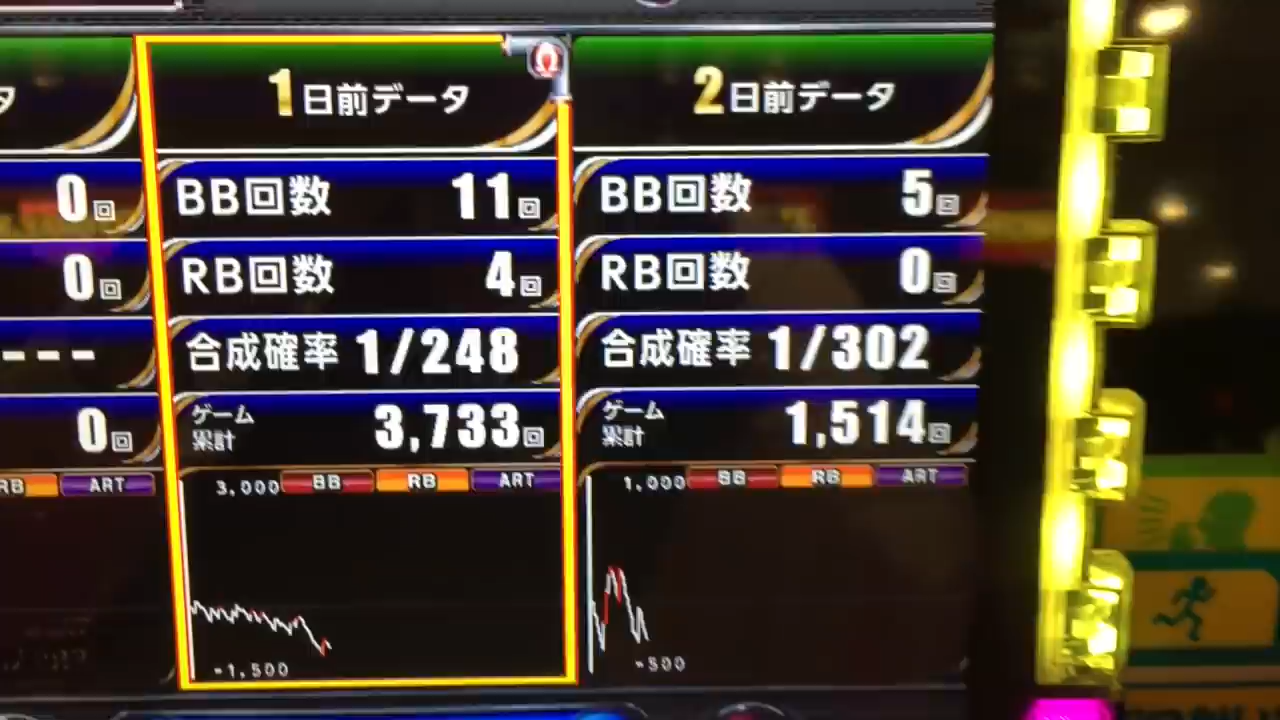 タ
0回
0回
---
0回
RB ART
1日前データ
BB回数 11回
RB回数 4回
合成確率 1/248
ゲーム累計 3,733回
3,000 BB RB ART
-1,500
2日前データ
BB回数 5回
RB回数 0回
合成確率 1/302
ゲーム累計 1,514回
1,000 BB RB ART
-500